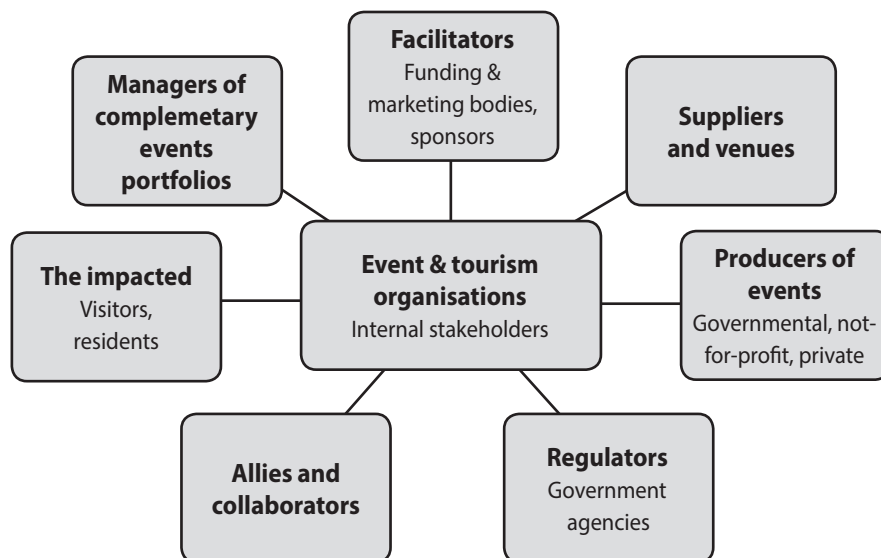 Facilitators
Funding &
marketing bodies,
sponsors
Managers of
complemetary
events
portfolios
Suppliers
and venues
The impacted
Visitors,
residents
Event & tourism
organisations
Internal stakeholders
Producers of
events
Governmental, not-
for-profit, private
Allies and
collaborators
Regulators
Government
agencies